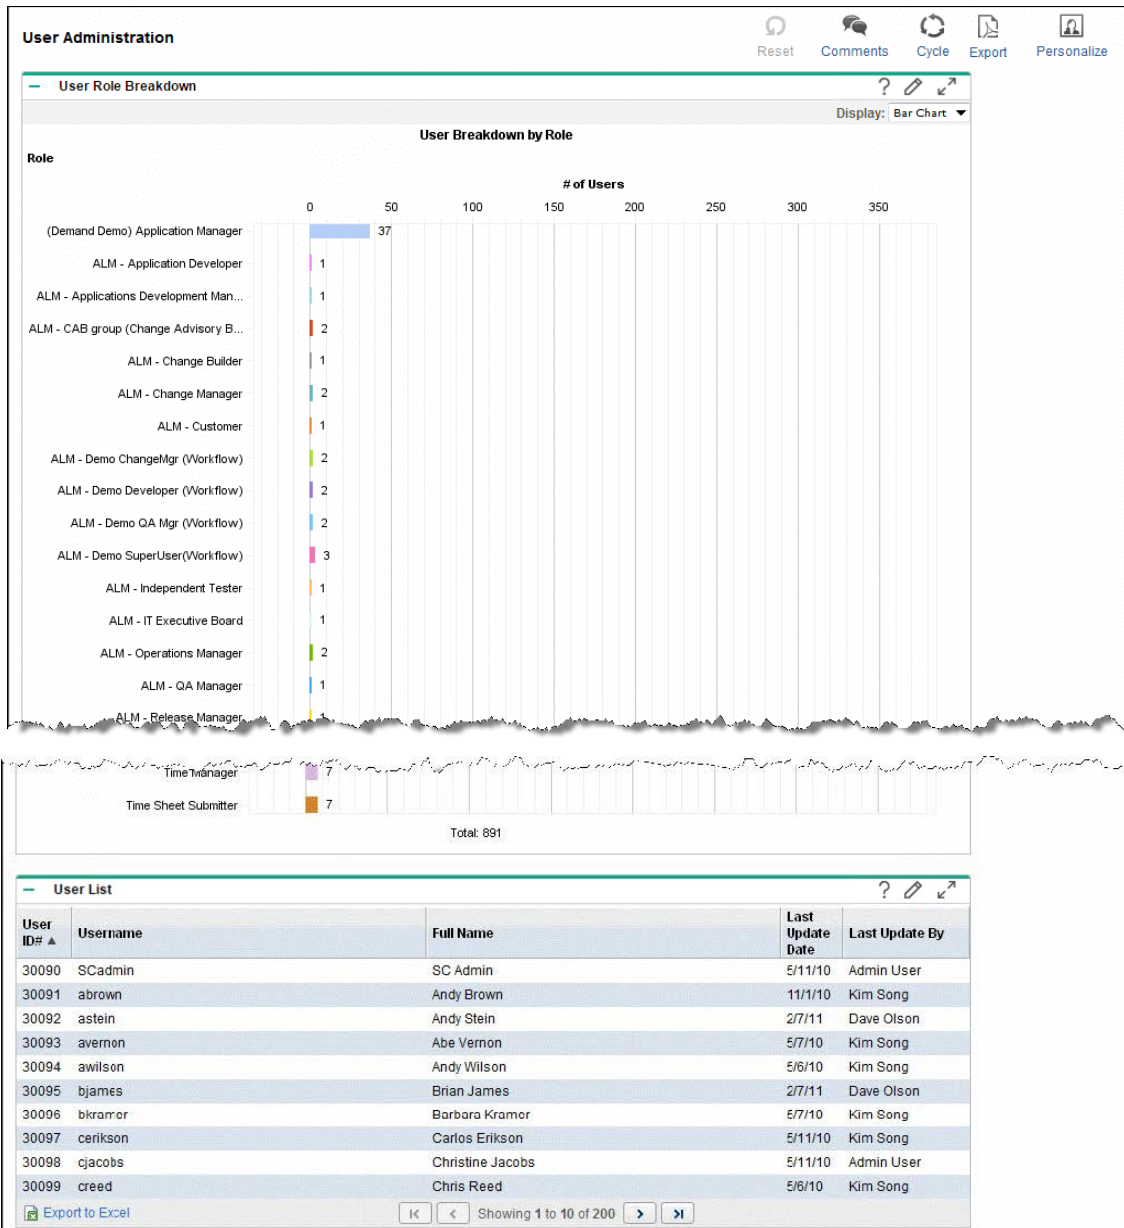 User Administration
Reset Comments Cycle Export Personalize
User Role Breakdown ?
Display: Bar Chart
User Breakdown by Role
Role
# of Users
0 50 100 150 200 250 300 350
(Demand Demo) Application Manager 37
ALM - Application Developer 1
ALM - Applications Development Man... 1
ALM - CAB group (Change Advisory B... 2
ALM - Change Builder 1
ALM - Change Manager 2
ALM - Customer 1
ALM - Demo ChangeMgr (Workflow) 2
ALM - Demo Developer (Workflow) 2
ALM - Demo QA Mgr (Workflow) 2
ALM - Demo SuperUser(Workflow) 3
ALM - Independent Tester 1
ALM - IT Executive Board 1
ALM - Operations Manager 2
ALM - QA Manager 1
ALM - Release Manager 1
Time Manager 7
Time Sheet Submitter 7
Total: 891
User List ?
User ID# Username Full Name Last Update Date Last Update By
30090 SCadmin SC Admin 5/11/10 Admin User
30091 abrown Andy Brown 11/1/10 Kim Song
30092 astein Andy Stein 2/7/11 Dave Olson
30093 avernon Abe Vernon 5/7/10 Kim Song
30094 awilson Andy Wilson 5/6/10 Kim Song
30095 bjames Brian James 2/7/11 Dave Olson
30096 bkramer Barbara Kramer 5/7/10 Kim Song
30097 cerikson Carlos Erikson 5/11/10 Kim Song
30098 cjacobs Christine Jacobs 5/11/10 Admin User
30099 creed Chris Reed 5/6/10 Kim Song
Export to Excel Showing 1 to 10 of 200